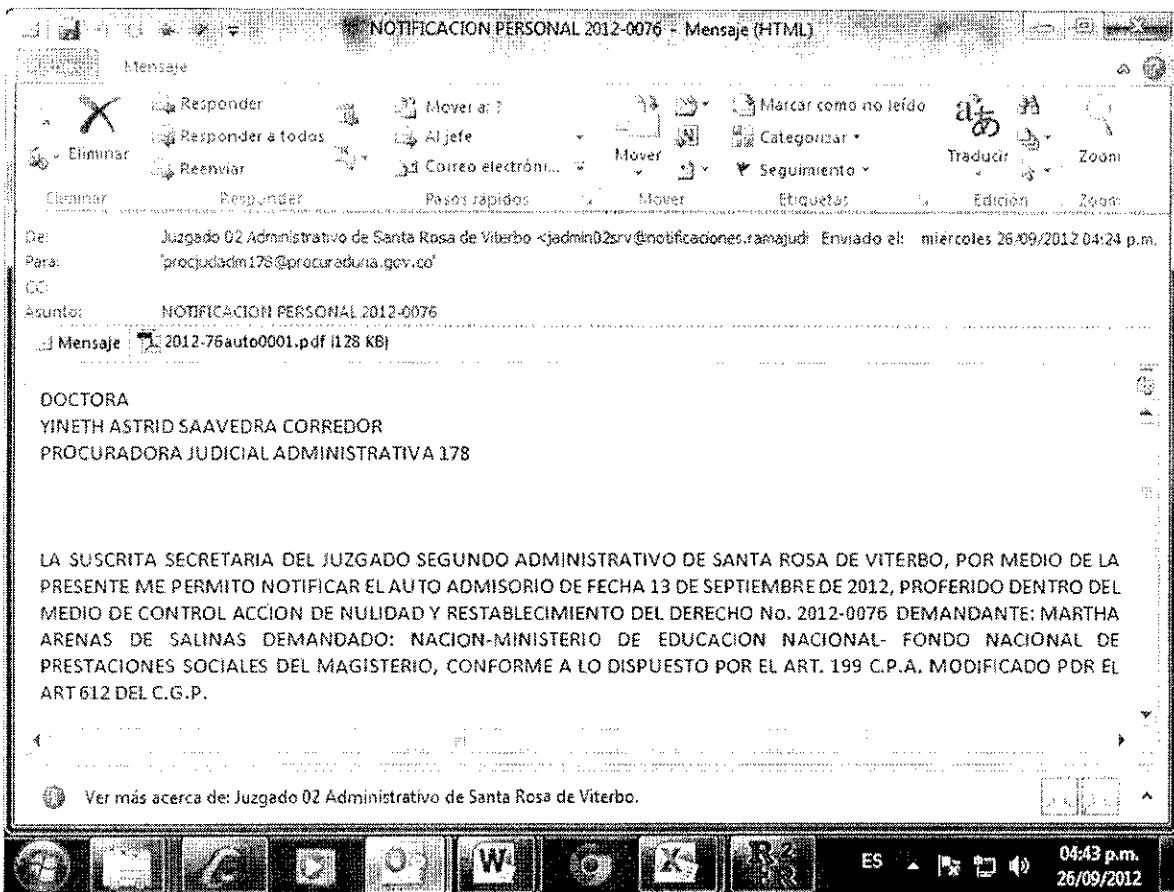 NOTIFICACION PERSONAL 2012-0076 - Mensaje (HTML)
Mensaje
Eliminar
Responder
Responder a todos
Reenviar
Mover a: ?
Al jefe
Correo electróni...
Mover
Marcar como no leído
Categorizar
Seguimiento
Traducir
Zoom
Eliminar Responder Pasos rápidos Mover Etiquetas Edición Zoom
De: Juzgado 02 Administrativo de Santa Rosa de Viterbo <jadmin02srv@notificaciones.ramajudi Enviado el: miércoles 26/09/2012 04:24 p.m.
Para: 'procjudadm178@procuraduria.gov.co'
CC:
Asunto: NOTIFICACION PERSONAL 2012-0076
Mensaje 2012-76auto0001.pdf (128 KB)
DOCTORA
YINETH ASTRID SAAVEDRA CORREDOR
PROCURADORA JUDICIAL ADMINISTRATIVA 178
LA SUSCRITA SECRETARIA DEL JUZGADO SEGUNDO ADMINISTRATIVO DE SANTA ROSA DE VITERBO, POR MEDIO DE LA
PRESENTE ME PERMITO NOTIFICAR EL AUTO ADMISORIO DE FECHA 13 DE SEPTIEMBRE DE 2012, PROFERIDO DENTRO DEL
MEDIO DE CONTROL ACCION DE NULIDAD Y RESTABLECIMIENTO DEL DERECHO No. 2012-0076 DEMANDANTE: MARTHA
ARENAS DE SALINAS DEMANDADO: NACION-MINISTERIO DE EDUCACION NACIONAL- FONDO NACIONAL DE
PRESTACIONES SOCIALES DEL MAGISTERIO, CONFORME A LO DISPUESTO POR EL ART. 199 C.P.A. MODIFICADO POR EL
ART 612 DEL C.G.P.
Ver más acerca de: Juzgado 02 Administrativo de Santa Rosa de Viterbo.
ES
04:43 p.m.
26/09/2012